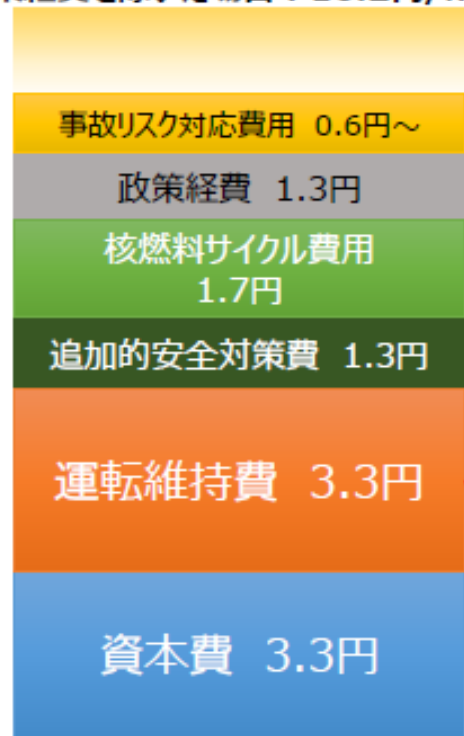 事故リスク対応費用 0.6円～
政策経費 1.3円
核燃料サイクル費用
1.7円
追加的安全対策費 1.3円
運転維持費 3.3円
資本費 3.3円